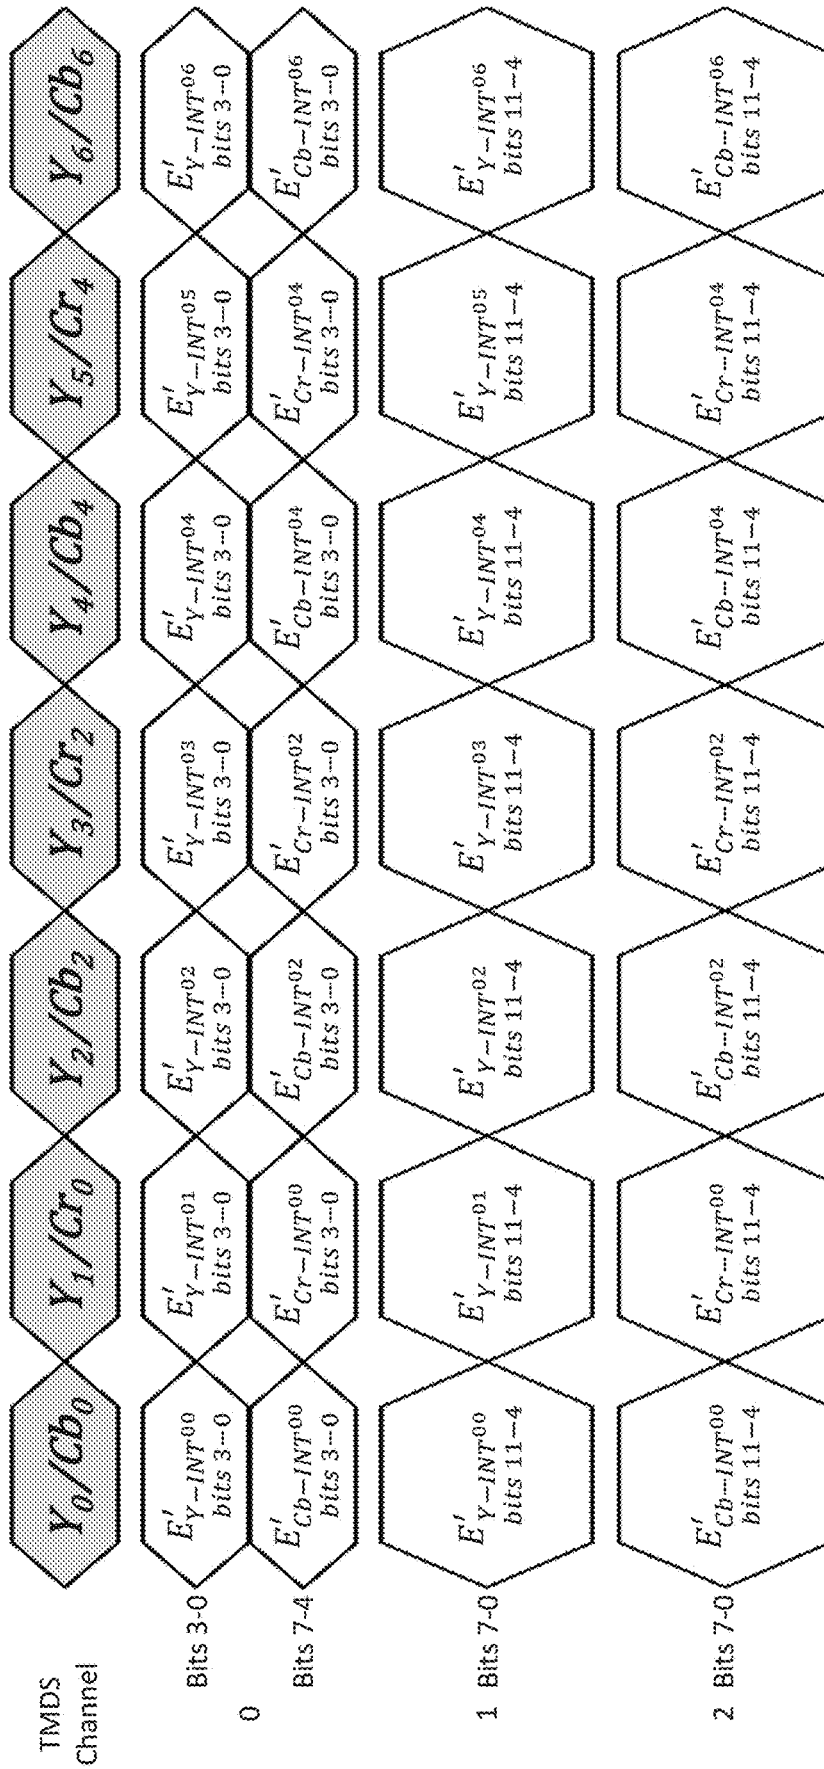 TMDS
Channel
Y₀/Cb₀
Y₁/Cr₀
Y₂/Cb₂
Y₃/Cr₂
Y₄/Cb₄
Y₅/Cr₄
Y₆/Cb₆
0
Bits 3-0
E′Y−INT⁰⁰
bits 3−0
E′Y−INT⁰¹
bits 3−0
E′Y−INT⁰²
bits 3−0
E′Y−INT⁰³
bits 3−0
E′Y−INT⁰⁴
bits 3−0
E′Y−INT⁰⁵
bits 3−0
E′Y−INT⁰⁶
bits 3−0
Bits 7-4
E′Cb−INT⁰⁰
bits 3−0
E′Cr−INT⁰⁰
bits 3−0
E′Cb−INT⁰²
bits 3−0
E′Cr−INT⁰²
bits 3−0
E′Cb−INT⁰⁴
bits 3−0
E′Cr−INT⁰⁴
bits 3−0
E′Cb−INT⁰⁶
bits 3−0
1 Bits 7-0
E′Y−INT⁰⁰
bits 11−4
E′Y−INT⁰¹
bits 11−4
E′Y−INT⁰²
bits 11−4
E′Y−INT⁰³
bits 11−4
E′Y−INT⁰⁴
bits 11−4
E′Y−INT⁰⁵
bits 11−4
E′Y−INT⁰⁶
bits 11−4
2 Bits 7-0
E′Cb−INT⁰⁰
bits 11−4
E′Cr−INT⁰⁰
bits 11−4
E′Cb−INT⁰²
bits 11−4
E′Cr−INT⁰²
bits 11−4
E′Cb−INT⁰⁴
bits 11−4
E′Cr−INT⁰⁴
bits 11−4
E′Cb−INT⁰⁶
bits 11−4